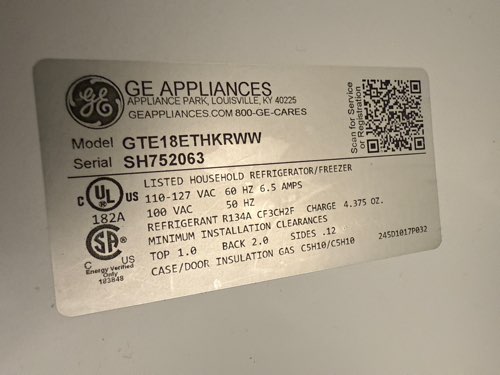 GE
GE APPLIANCES
APPLIANCE PARK, LOUISVILLE, KY 40225
GEAPPLIANCES.COM 800-GE-CARES
Scan for Service
or Registration
Model GTE18ETHKRWW
Serial SH752063
C UL US
182A
LISTED HOUSEHOLD REFRIGERATOR/FREEZER
110-127 VAC 60 HZ 6.5 AMPS
100 VAC 50 HZ
REFRIGERANT R134A CF3CH2F CHARGE 4.375 OZ.
MINIMUM INSTALLATION CLEARANCES
TOP 1.0 BACK 2.0 SIDES .12
CASE/DOOR INSULATION GAS C5H10/C5H10
245D1017P032
SA
C US
Energy Verified
Only
103848